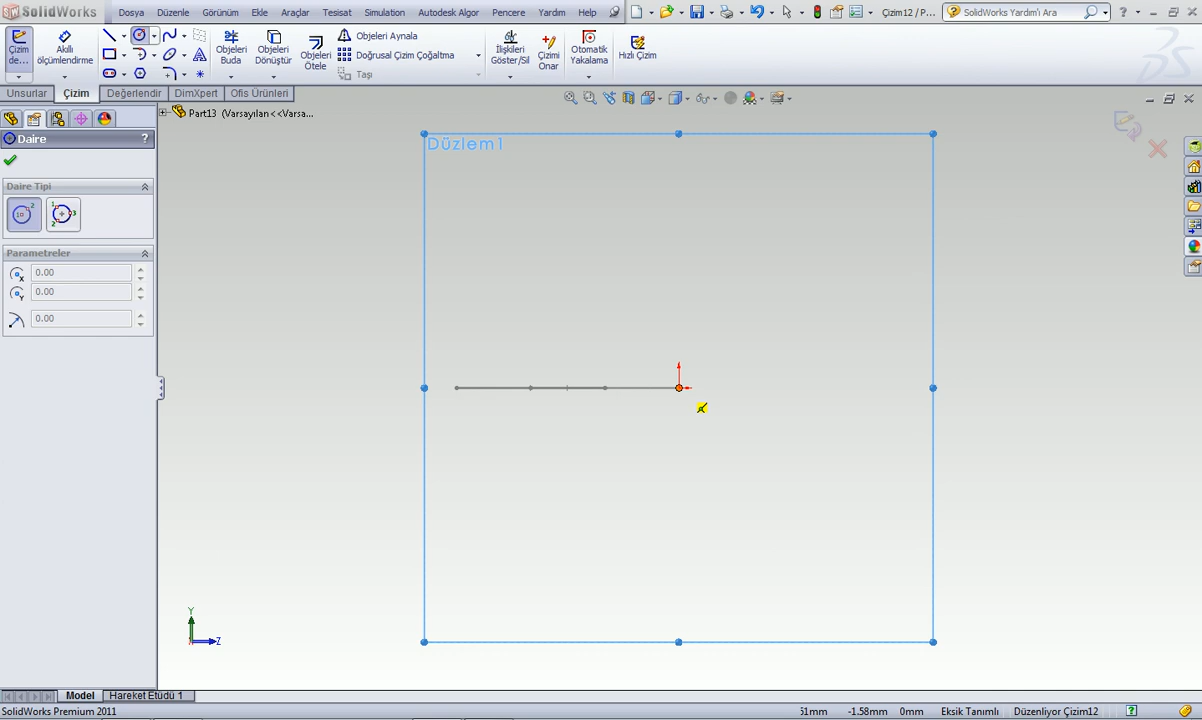 SolidWorks Dosya Düzenle Görünüm Ekle Araçlar Tesisat Simulation Autodesk Algor Pencere Yardım Help Çizim12 / P... SolidWorks Yardım'ı Ara
Çizim de... Akıllı ölçümlendirme Objeleri Buda Objeleri Dönüştür Objeleri Ötele Objeleri Aynala Doğrusal Çizim Çoğaltma Taşı İlişkileri Göster/Sil Çizimi Onar Otomatik Yakalama Hızlı Çizim
Unsurlar Çizim Değerlendir DimXpert Ofis Ürünleri
Part13 (Varsayılan<<Varsa...
Daire ?
Düzlem1
Daire Tipi
Parametreler
0.00
0.00
0.00
Y
Z
Model Hareket Etüdü 1
SolidWorks Premium 2011 51mm -1.58mm 0mm Eksik Tanımlı Düzenliyor Çizim12